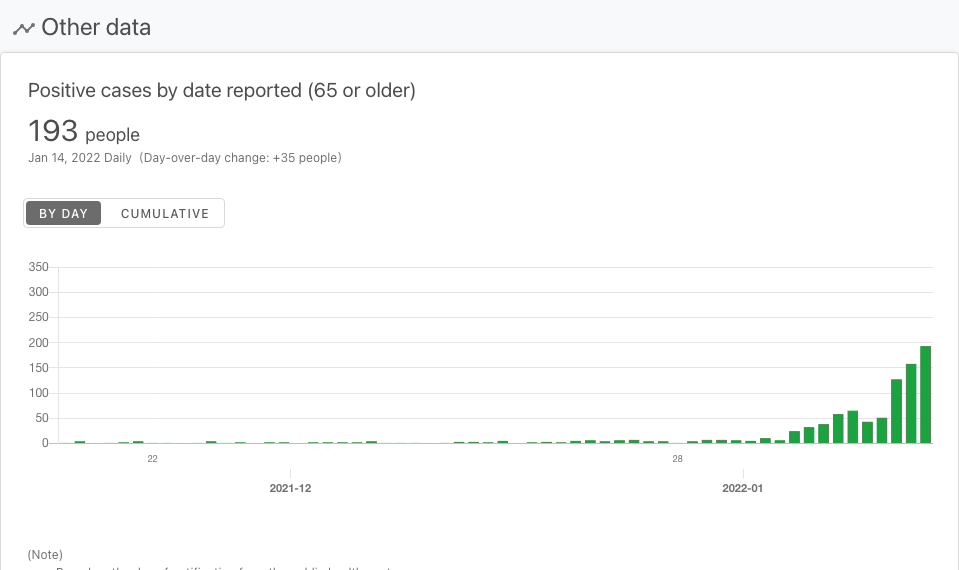 Other data
Positive cases by date reported (65 or older)
193 people
Jan 14, 2022 Daily (Day-over-day change: +35 people)
BY DAY CUMULATIVE
350
300
250
200
150
100
50
0
22 28
2021-12 2022-01
(Note)